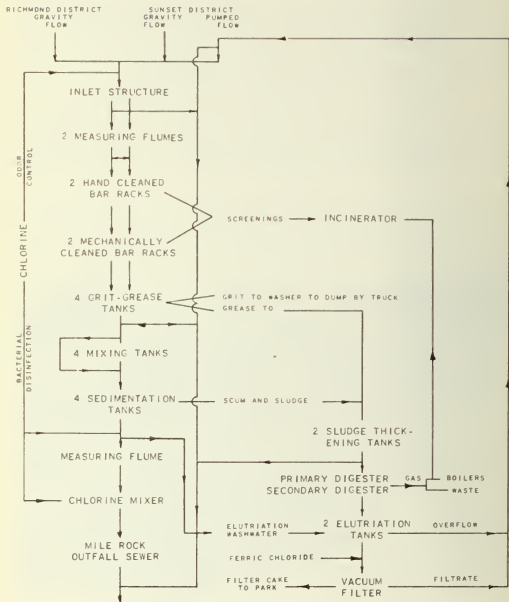 RICHMOND DISTRICT
GRAVITY
FLOW
SUNSET DISTRICT
GRAVITY PUMPED
FLOW FLOW
INLET STRUCTURE
2 MEASURING FLUMES
ODOR
CONTROL
2 HAND CLEANED
BAR RACKS
SCREENINGS
INCINERATOR
2 MECHANICALLY
CLEANED BAR RACKS
CHLORINE
4 GRIT-GREASE
TANKS
GRIT TO WASHER TO DUMP BY TRUCK
GREASE TO
BACTERIAL
DISINFECTION
4 MIXING TANKS
4 SEDIMENTATION
TANKS
SCUM AND SLUDGE
2 SLUDGE THICK-
ENING TANKS
MEASURING FLUME
PRIMARY DIGESTER
SECONDARY DIGESTER
GAS
BOILERS
WASTE
CHLORINE MIXER
ELUTRIATION
WASHWATER
2 ELUTRIATION
TANKS
OVERFLOW
MILE ROCK
OUTFALL SEWER
FERRIC CHLORIDE
FILTER CAKE
TO PARK
VACUUM
FILTER
FILTRATE